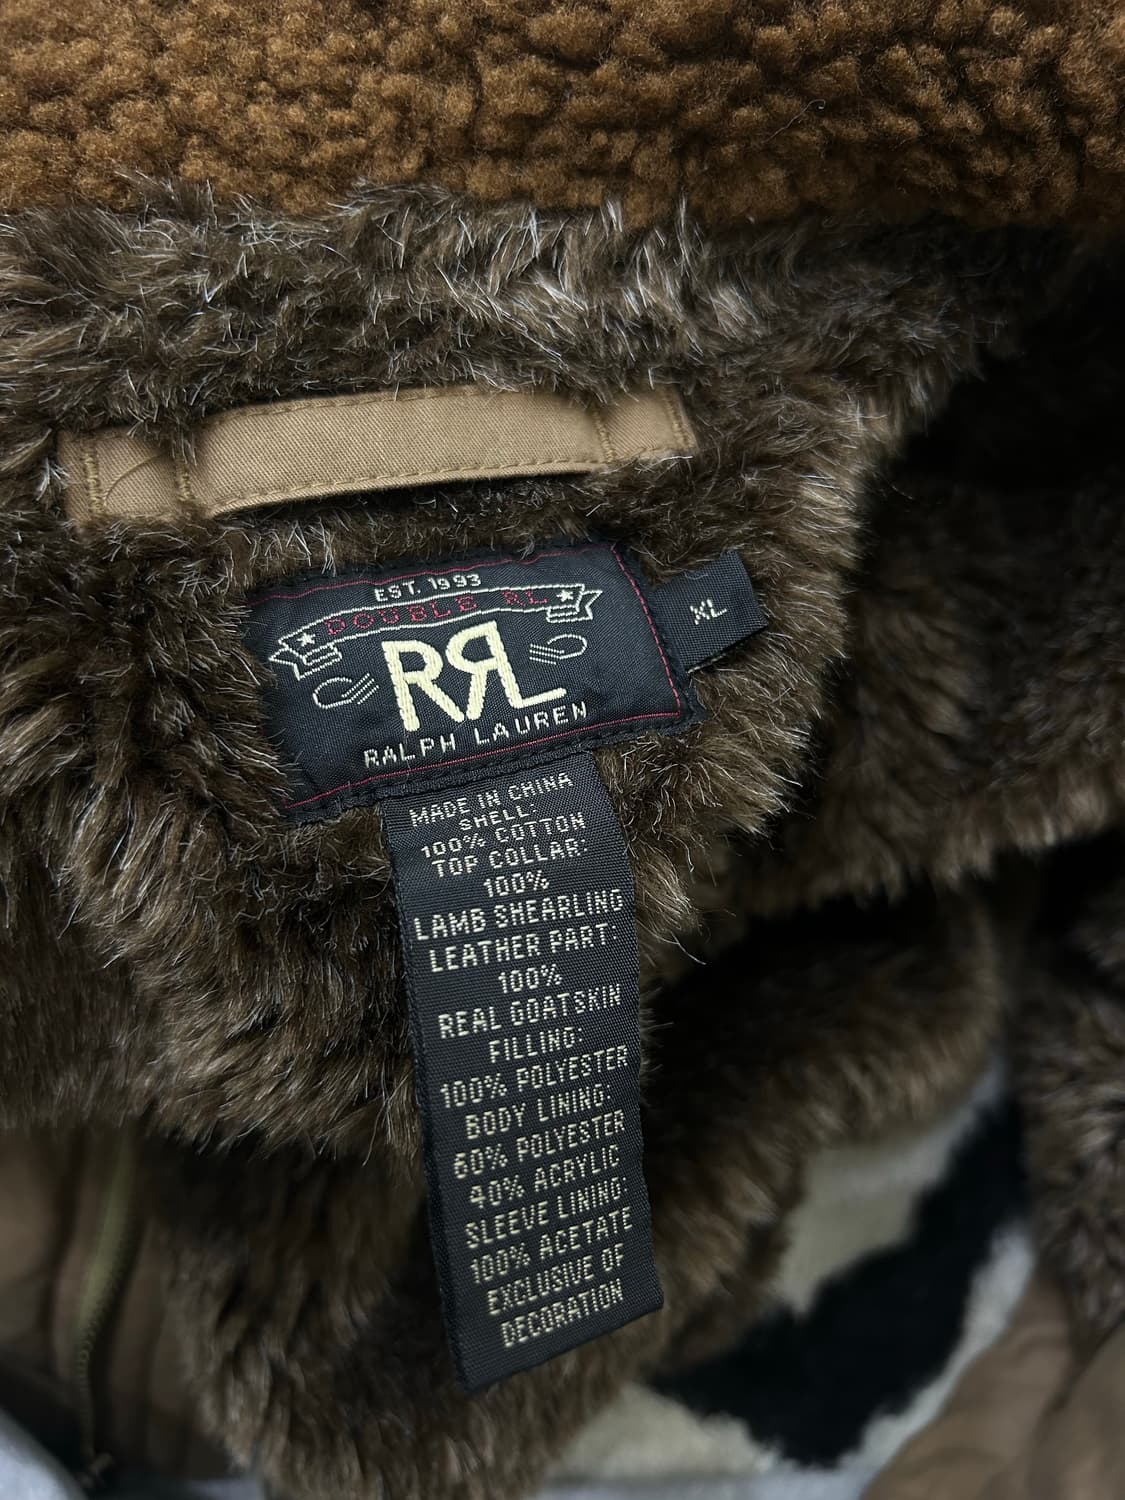 EST. 1993
DOUBLE RL
RRL
RALPH LAUREN
XL
MADE IN CHINA
SHELL:
100% COTTON
TOP COLLAR:
100%
LAMB SHEARLING
LEATHER PART:
100%
REAL GOATSKIN
FILLING:
100% POLYESTER
BODY LINING:
60% POLYESTER
40% ACRYLIC
SLEEVE LINING:
100% ACETATE
EXCLUSIVE OF
DECORATION